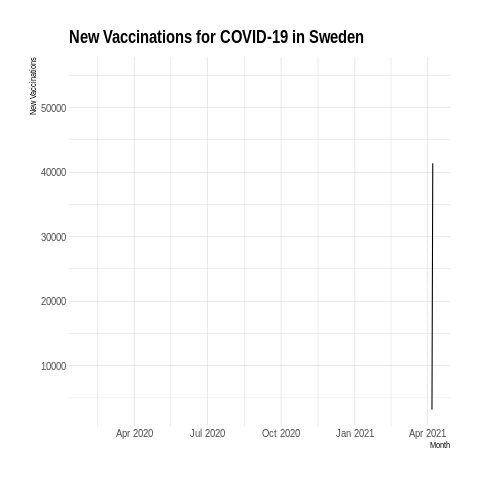 New Vaccinations for COVID-19 in Sweden
New Vaccinations
50000
40000
30000
20000
10000
Apr 2020 Jul 2020 Oct 2020 Jan 2021 Apr 2021
Month